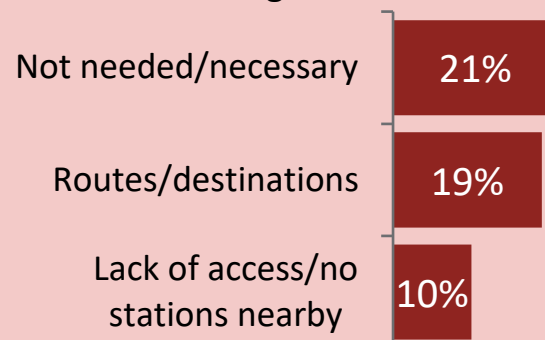 Not needed/necessary 21%
Routes/destinations 19%
Lack of access/no
stations nearby 10%